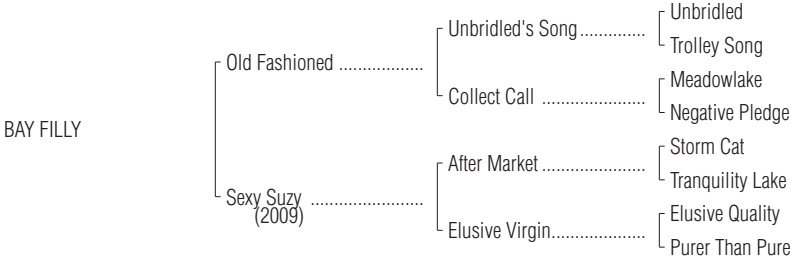 Unbridled
Unbridled's Song..............
Trolley Song
Old Fashioned ..................
Meadowlake
Collect Call ......................
Negative Pledge
BAY FILLY
Storm Cat
After Market ......................
Tranquility Lake
Sexy Suzy ........................
(2009)
Elusive Quality
Elusive Virgin....................
Purer Than Pure